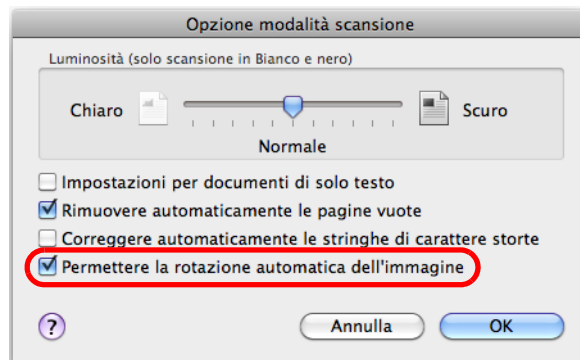 Opzione modalità scansione
Luminosità (solo scansione in Bianco e nero)
Chiaro Scuro
Normale
Impostazioni per documenti di solo testo
Rimuovere automaticamente le pagine vuote
Correggere automaticamente le stringhe di carattere storte
Permettere la rotazione automatica dell'immagine
? Annulla OK